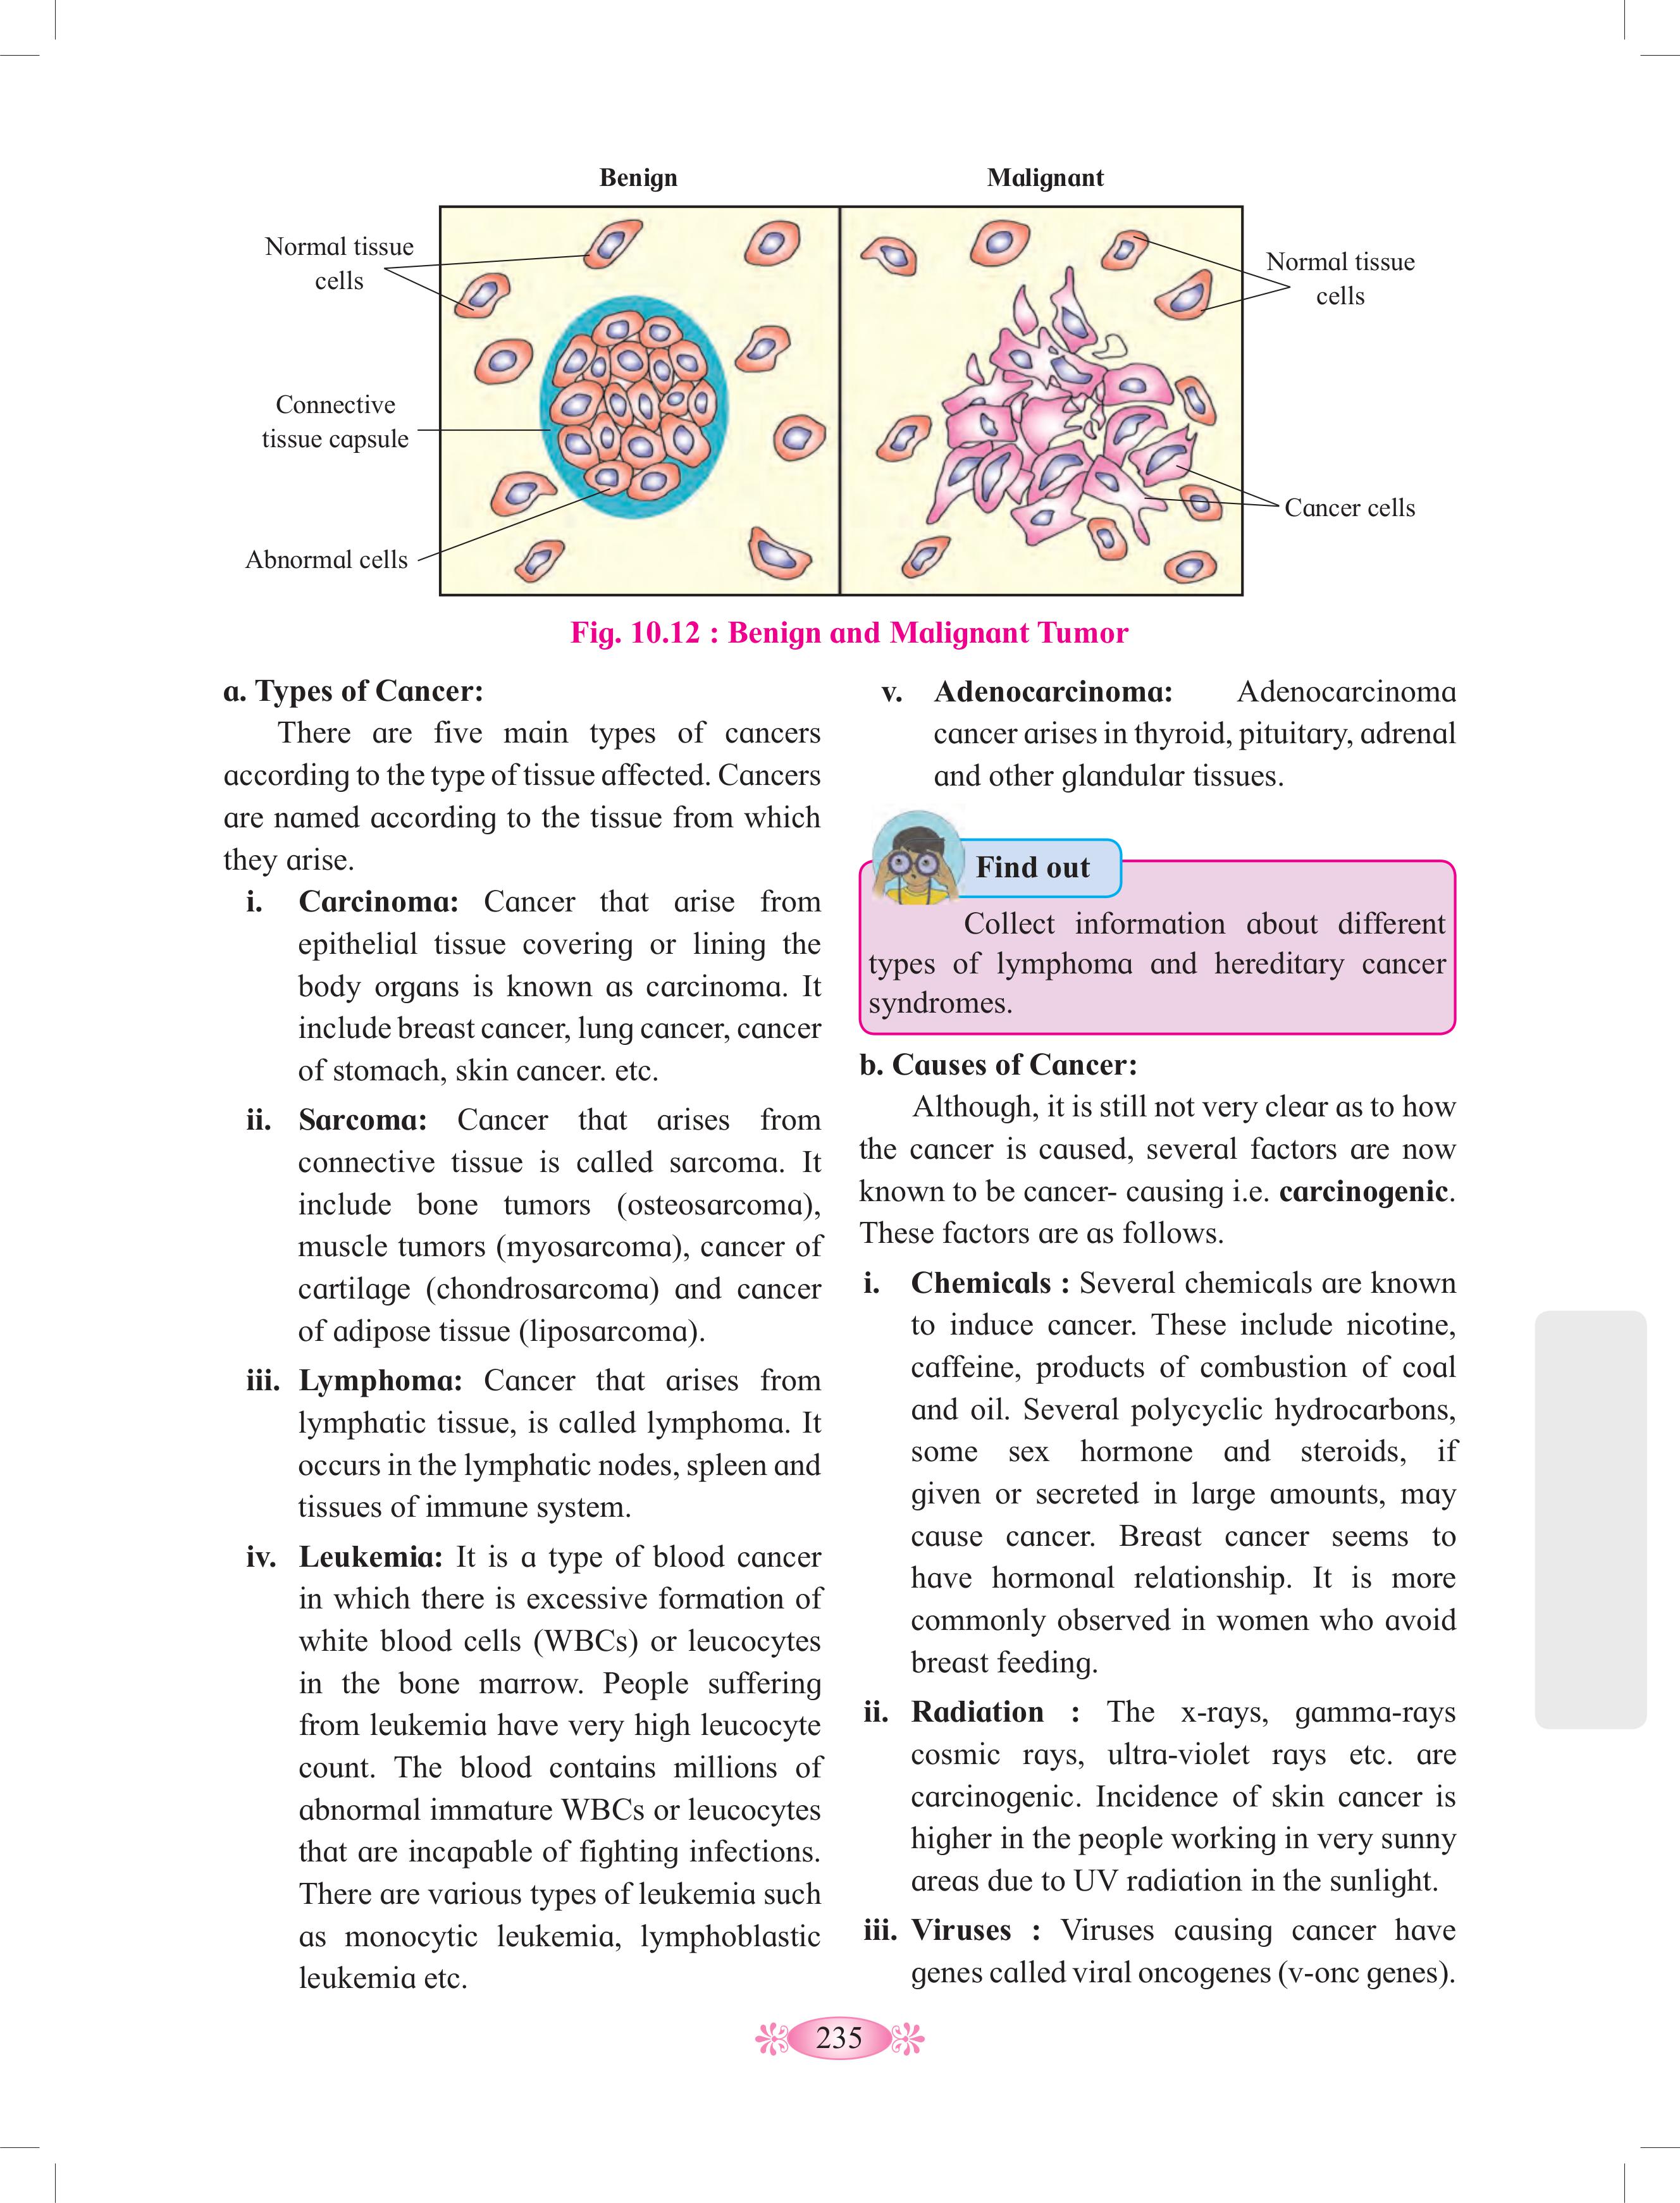 Benign
Malignant
Normal tissue
cells
Connective
tissue capsule
Abnormal cells
Normal tissue
cells
Cancer cells
Fig. 10.12 : Benign and Malignant Tumor
a. Types of Cancer:
There are five main types of cancers
according to the type of tissue affected. Cancers
are named according to the tissue from which
they arise.
i. Carcinoma: Cancer that arise from
epithelial tissue covering or lining the
body organs is known as carcinoma. It
include breast cancer, lung cancer, cancer
of stomach, skin cancer. etc.
ii. Sarcoma: Cancer that arises from
connective tissue is called sarcoma. It
include bone tumors (osteosarcoma),
muscle tumors (myosarcoma), cancer of
cartilage (chondrosarcoma) and cancer
of adipose tissue (liposarcoma).
iii. Lymphoma: Cancer that arises from
lymphatic tissue, is called lymphoma. It
occurs in the lymphatic nodes, spleen and
tissues of immune system.
iv. Leukemia: It is a type of blood cancer
in which there is excessive formation of
white blood cells (WBCs) or leucocytes
in the bone marrow. People suffering
from leukemia have very high leucocyte
count. The blood contains millions of
abnormal immature WBCs or leucocytes
that are incapable of fighting infections.
There are various types of leukemia such
as monocytic leukemia, lymphoblastic
leukemia etc.
v. Adenocarcinoma: Adenocarcinoma
cancer arises in thyroid, pituitary, adrenal
and other glandular tissues.
Find out
Collect information about different
types of lymphoma and hereditary cancer
syndromes.
b. Causes of Cancer:
Although, it is still not very clear as to how
the cancer is caused, several factors are now
known to be cancer- causing i.e. carcinogenic.
These factors are as follows.
i. Chemicals : Several chemicals are known
to induce cancer. These include nicotine,
caffeine, products of combustion of coal
and oil. Several polycyclic hydrocarbons,
some sex hormone and steroids, if
given or secreted in large amounts, may
cause cancer. Breast cancer seems to
have hormonal relationship. It is more
commonly observed in women who avoid
breast feeding.
ii. Radiation : The x-rays, gamma-rays
cosmic rays, ultra-violet rays etc. are
carcinogenic. Incidence of skin cancer is
higher in the people working in very sunny
areas due to UV radiation in the sunlight.
iii. Viruses : Viruses causing cancer have
genes called viral oncogenes (v-onc genes).
235